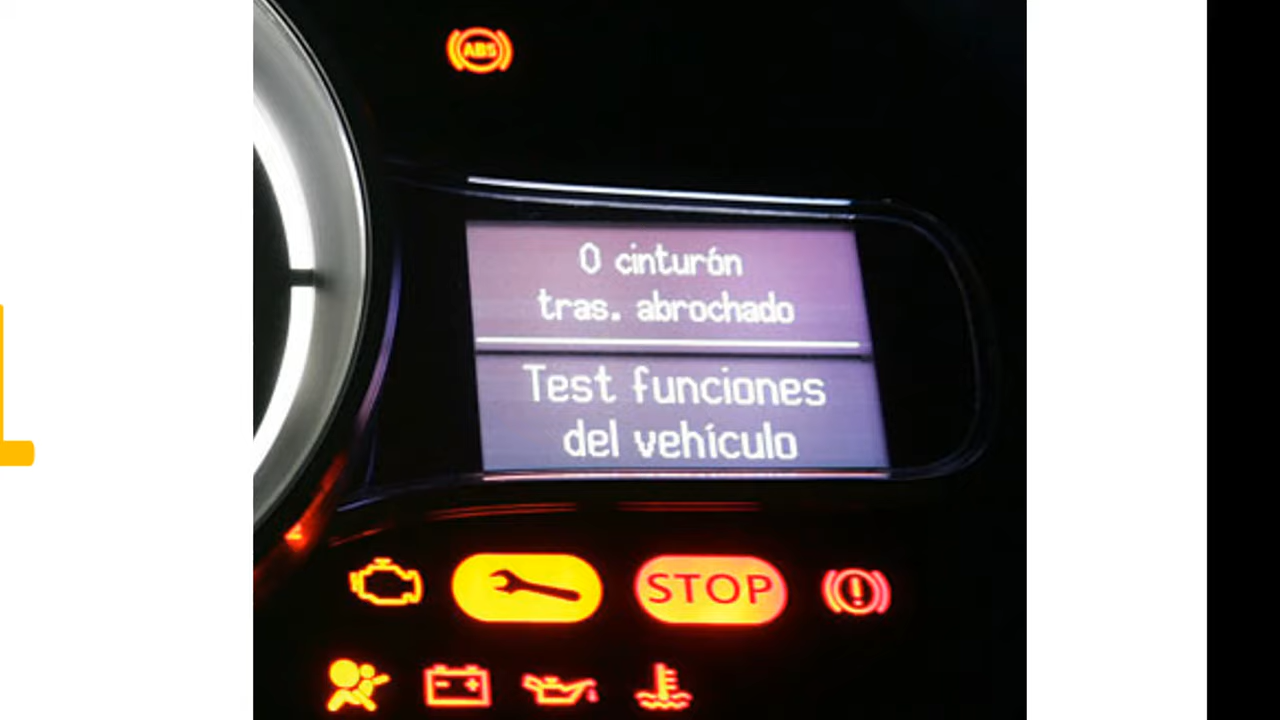 ABS
0 cinturón
tras. abrochado
Test funciones
del vehículo
STOP